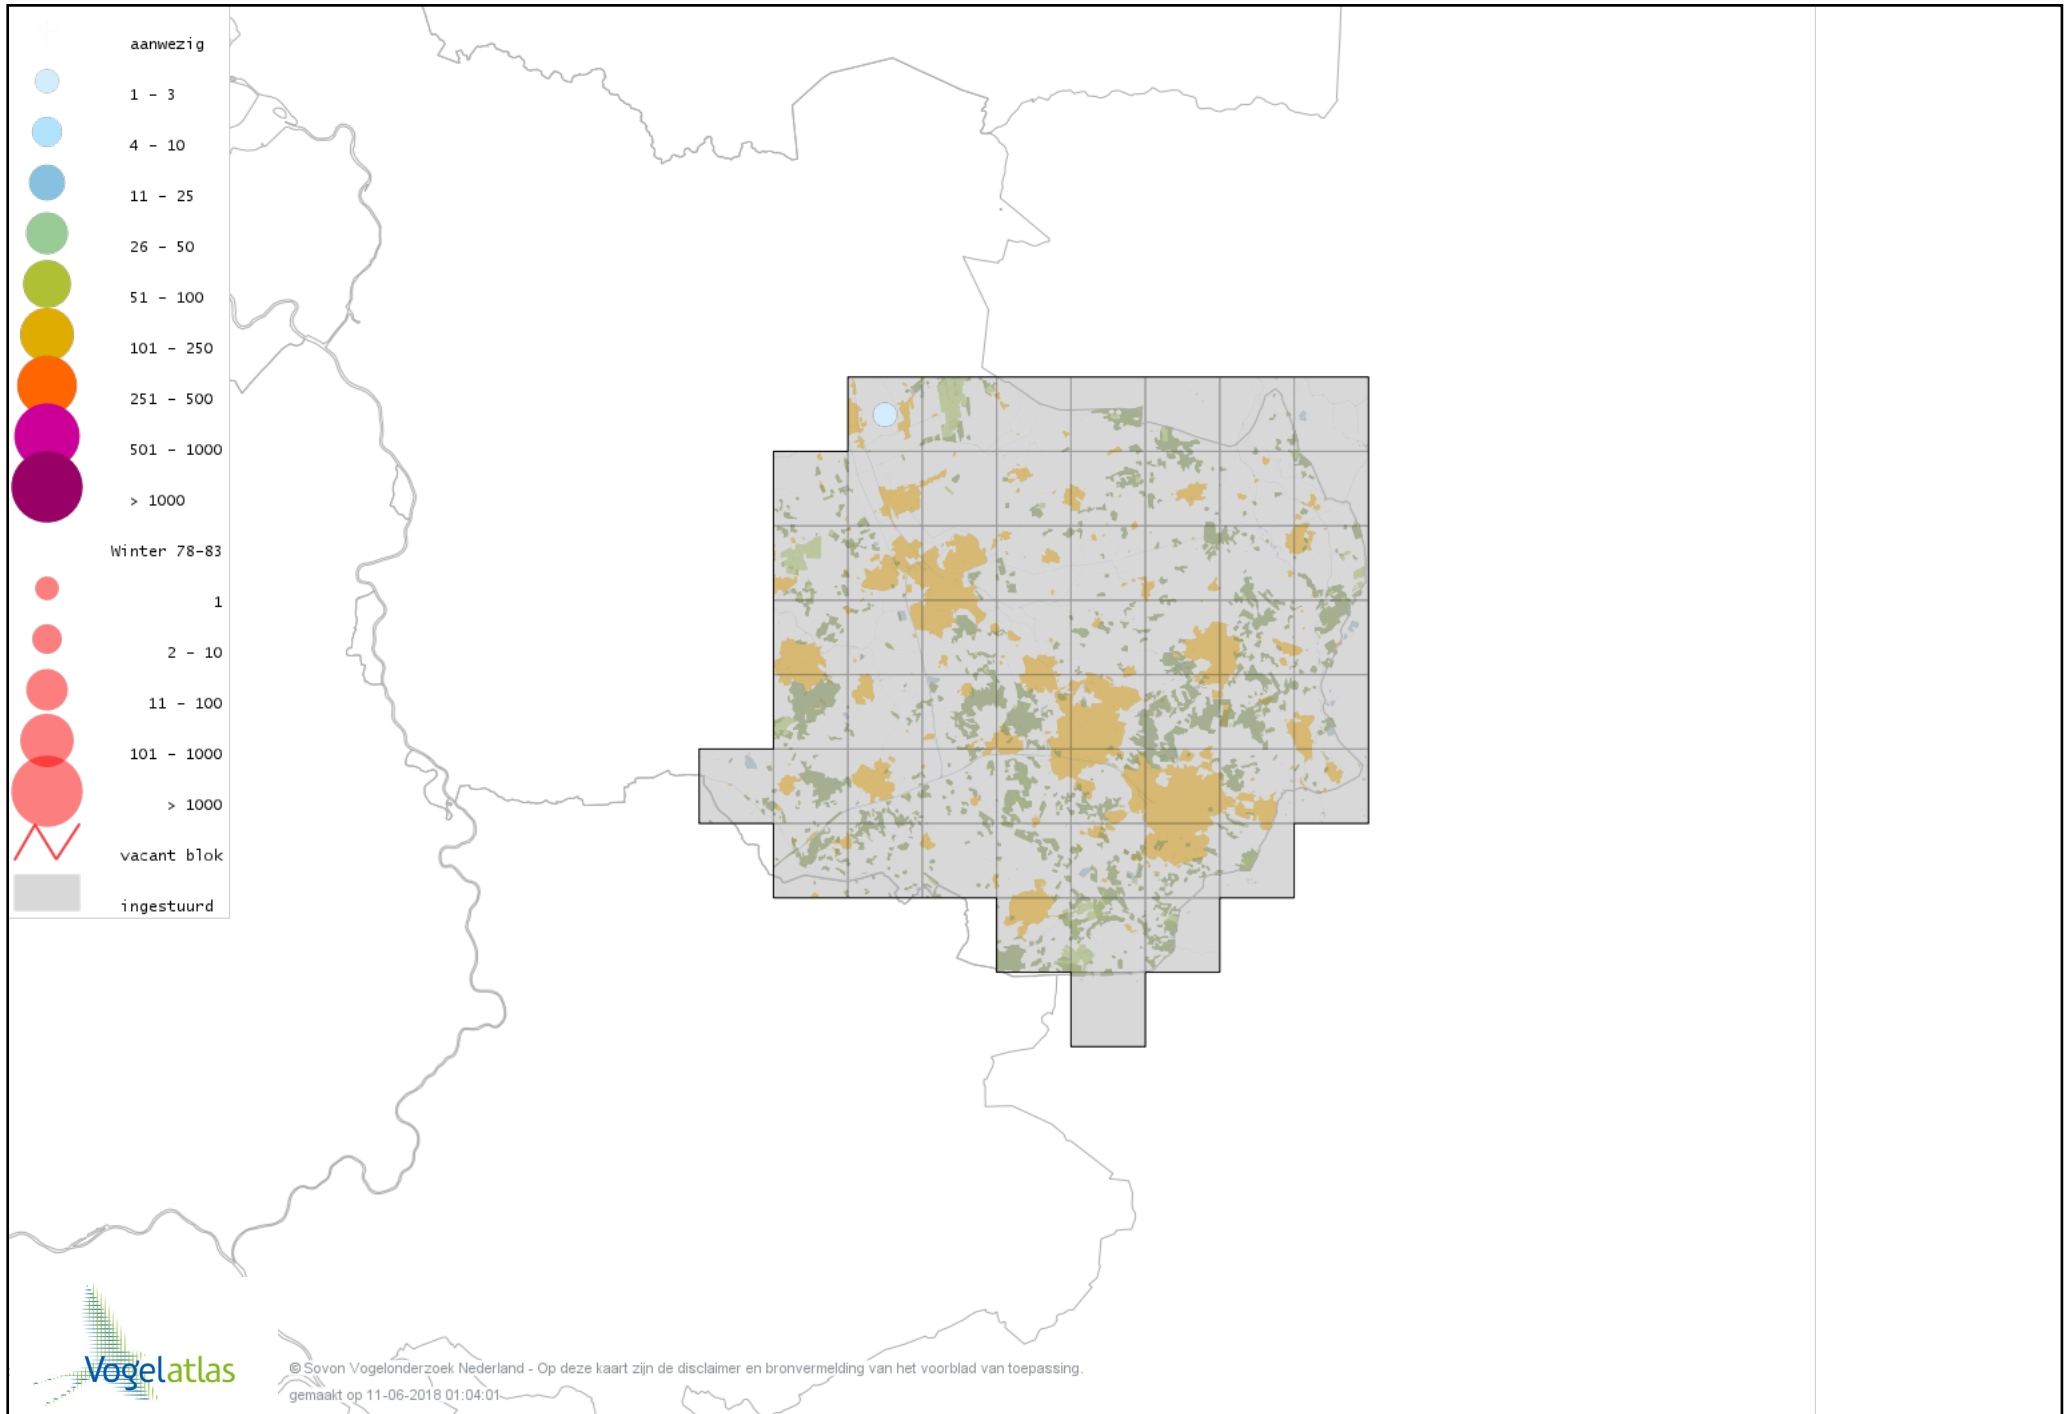 aanwezig
1 - 3
4 - 10
11 - 25
26 - 50
51 - 100
101 - 250
251 - 500
501 - 1000
> 1000
Winter 78-83
1
2 - 10
11 - 100
101 - 1000
> 1000
vacant blok
ingestuurd
Vogelatlas
© Sovon Vogelonderzoek Nederland - Op deze kaart zijn de disclaimer en bronvermelding van het voorblad van toepassing.
gemaakt op 11-06-2018 01:04:01